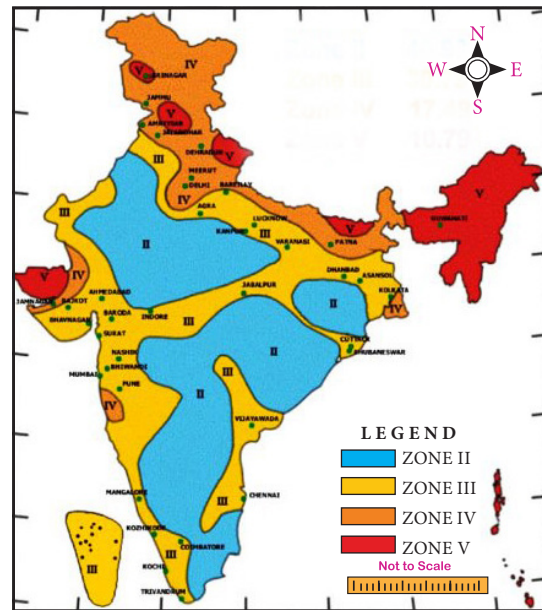 N
W E
S
IV
V
SRINAGAR
JAMMU
V
AMRITSAR
JALANDHAR
DEHRADUN
V
III
MEERUT
DELHI
BAREILLY
IV
AGRA
III
LUCKNOW
KANPUR
III
VARANASI
V
PATNA
V
GUWAHATI
II
V
IV
JAMNAGAR
RAJKOT
AHMEDABAD
BHAVNAGAR
BARODA
INDORE
SURAT
JABALPUR
III
DHANBAD
ASANSOL
KOLKATA
IV
II
CUTTACK
BHUBANESWAR
II
NASHIK
BHIWANDI
MUMBAI
PUNE
IV
III
II
VIJAYAWADA
III
CHENNAI
MANGALORE
KOZHIKODE
COIMBATORE
III
KOCHI
TRIVANDRUM
III
LEGEND
ZONE II
ZONE III
ZONE IV
ZONE V
Not to Scale